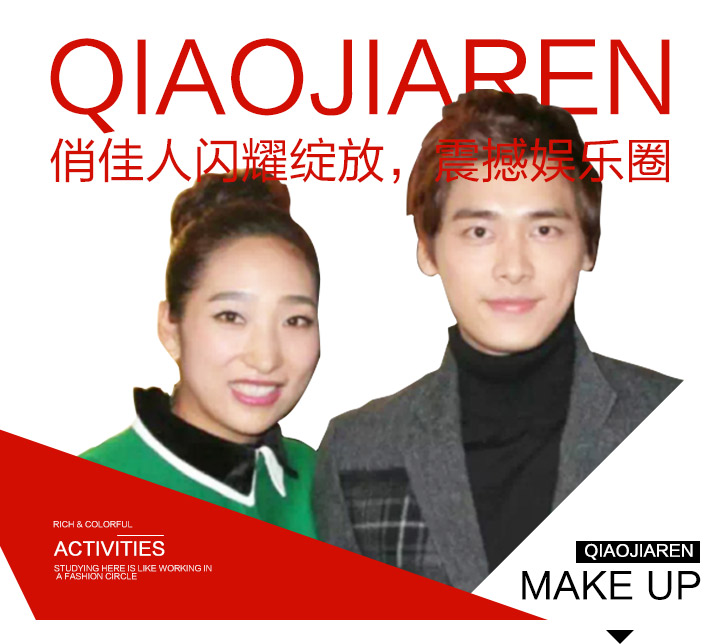 QIAOJIAREN
俏佳人闪耀绽放，震撼娱乐圈
RICH & COLORFUL
ACTIVITIES
STUDYING HERE IS LIKE WORKING IN
A FASHION CIRCLE
QIAOJIAREN
MAKE UP